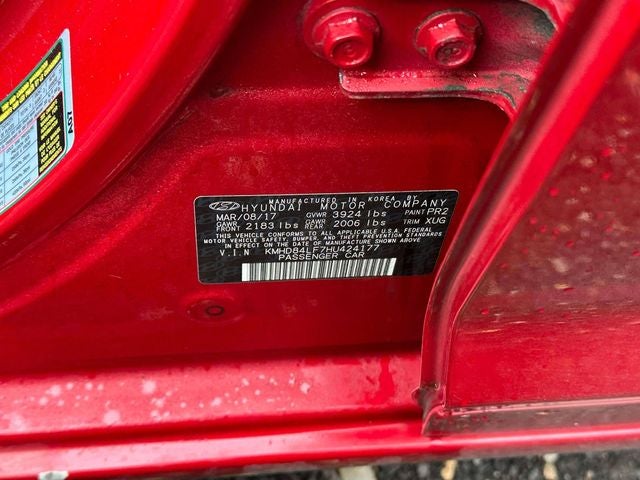 MANUFACTURED IN KOREA BY
HYUNDAI MOTOR COMPANY
MAR/08/17 GVWR 3924 lbs PAINT PR2
GAWR FRONT 2183 lbs GAWR REAR 2006 lbs TRIM XUG
THIS VEHICLE CONFORMS TO ALL APPLICABLE U.S.A. FEDERAL
MOTOR VEHICLE SAFETY, BUMPER, AND THEFT PREVENTION STANDARDS
IN EFFECT ON THE DATE OF MANUFACTURE SHOWN ABOVE.
V.I.N KMHD84LF7HU424177
PASSENGER CAR
A07